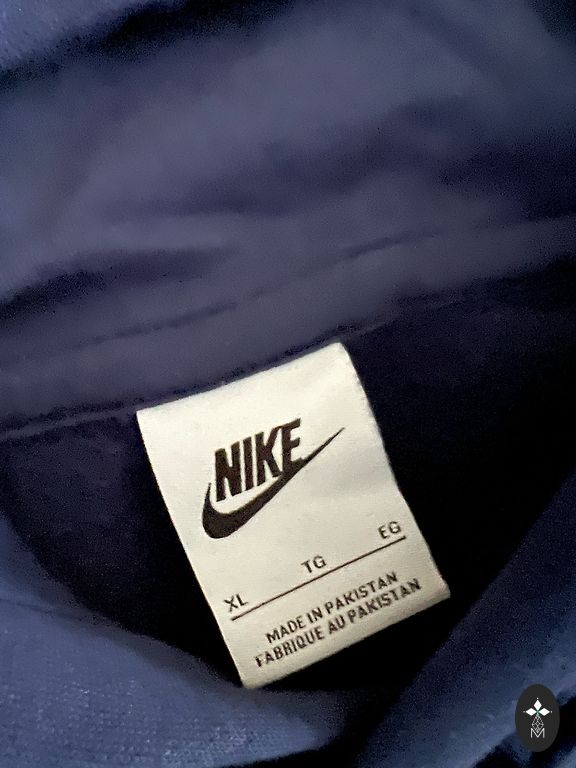 NIKE
XL TG EG
MADE IN PAKISTAN
FABRIQUE AU PAKISTAN
M